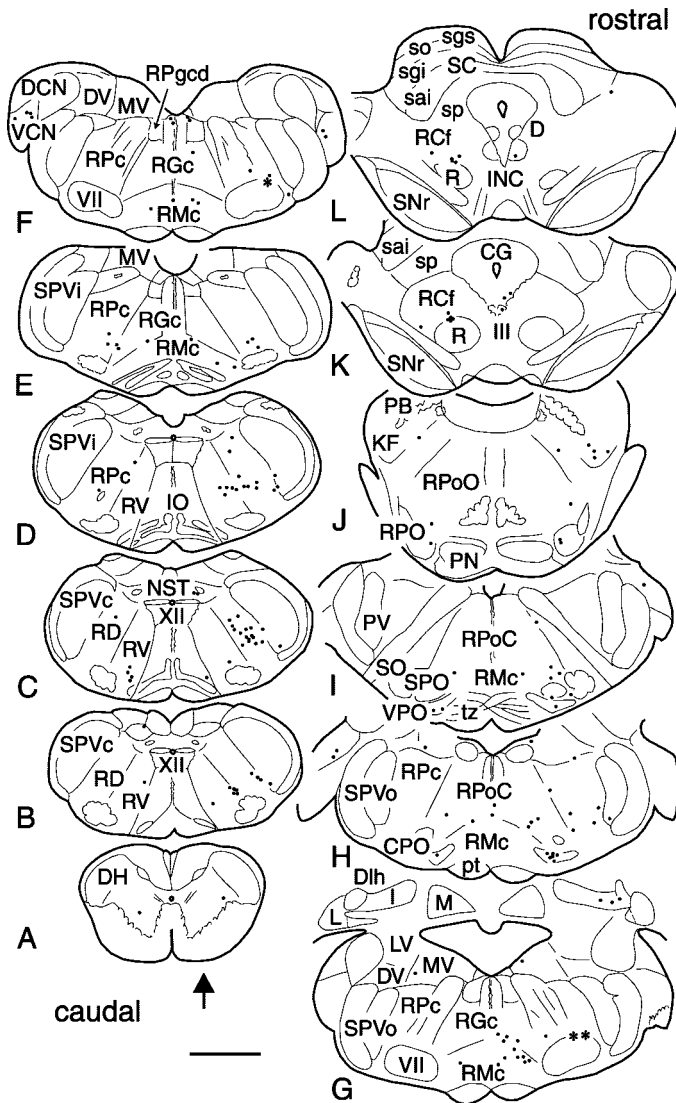 rostral
RPgcd
DCN
DV
MV
VCN
RPc
RGc
VII
RMc
*
F
MV
SPVi
RPc
RGc
RMc
E
SPVi
RPc
RV
IO
D
NST
SPVc
XII
RD
RV
C
SPVc
XII
RD
RV
B
DH
A
caudal
so
sgs
sgi
SC
sai
sp
D
RCf
R
INC
SNr
L
sai
sp
CG
RCf
R
III
SNr
K
PB
KF
RPoO
J
RPO
PN
PV
RPoC
SO
SPO
RMc
I
VPO
tz
RPc
SPVo
RPoC
CPO
RMc
H
pt
Dlh
I
M
L
LV
DV
MV
RPc
SPVo
RGc
**
VII
RMc
G